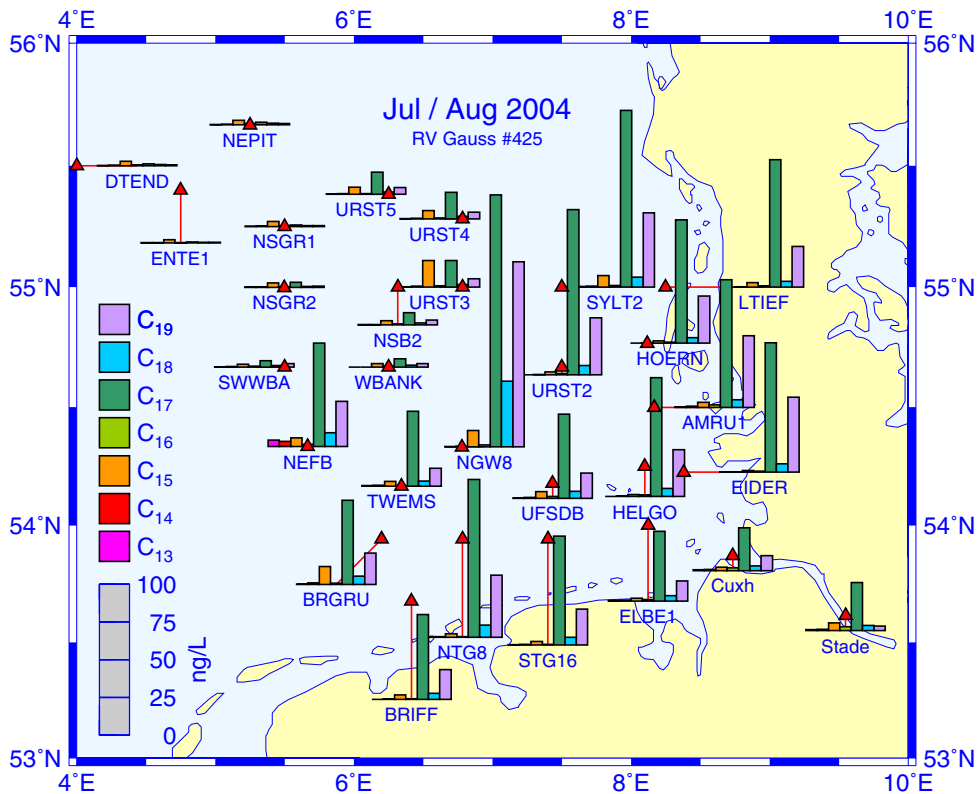 4°E 6°E 8°E 10°E
56°N 56°N
Jul / Aug 2004
RV Gauss #425
NEPIT
DTEND
URST5
URST4
NSGR1
ENTE1
55°N 55°N
NSGR2
URST3
SYLT2
LTIEF
C19
NSB2
HOERN
C18
SWWBA
WBANK
URST2
C17
AMRU1
C16
NEFB
NGW8
C15
TWEMS
EIDER
C14
UFSDB
HELGO
54°N 54°N
C13
BRGRU
Cuxh
100
ELBE1
75
NTG8
STG16
Stade
50
ng/L
25
BRIFF
0
53°N 53°N
4°E 6°E 8°E 10°E